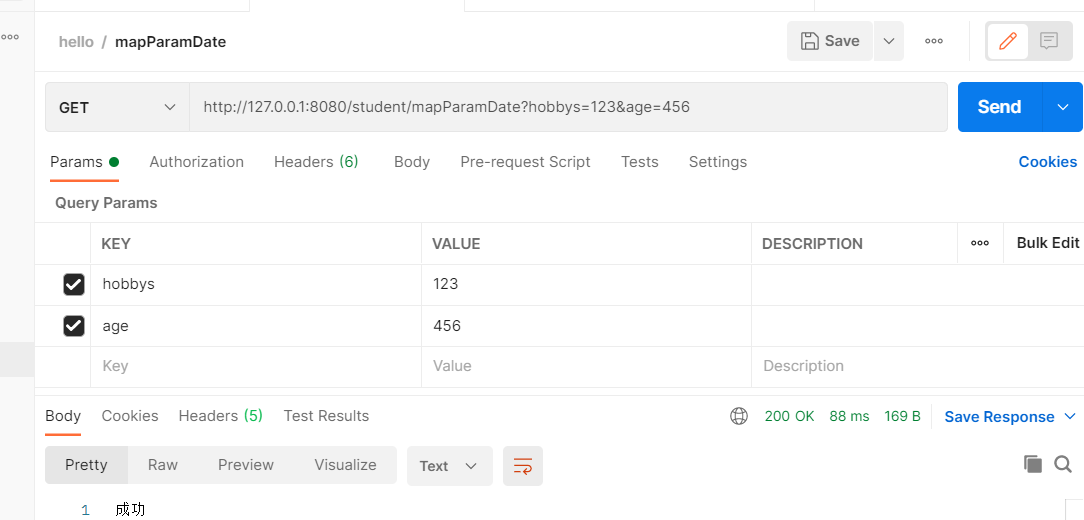 hello / mapParamDate
Save
GET http://127.0.0.1:8080/student/mapParamDate?hobbys=123&age=456 Send
Params Authorization Headers (6) Body Pre-request Script Tests Settings Cookies
Query Params
KEY VALUE DESCRIPTION Bulk Edit
hobbys 123
age 456
Key Value Description
Body Cookies Headers (5) Test Results 200 OK 88 ms 169 B Save Response
Pretty Raw Preview Visualize Text
1 成功